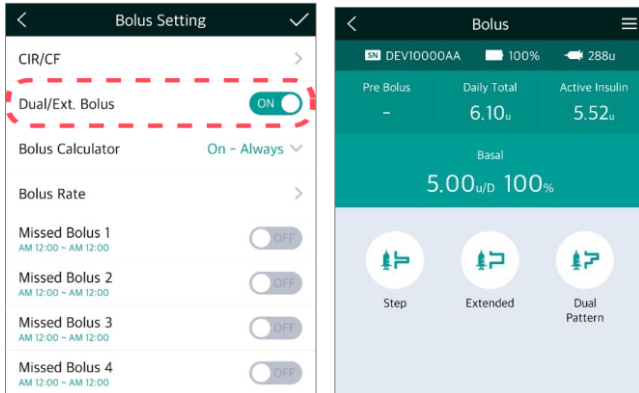 Bolus Setting
CIR/CF
Dual/Ext. Bolus ON
Bolus Calculator On - Always
Bolus Rate
Missed Bolus 1 OFF
AM 12:00 ~ AM 12:00
Missed Bolus 2 OFF
AM 12:00 ~ AM 12:00
Missed Bolus 3 OFF
AM 12:00 ~ AM 12:00
Missed Bolus 4 OFF
AM 12:00 ~ AM 12:00
Bolus
SN DEV10000AA 100% 288u
Pre Bolus Daily Total Active Insulin
- 6.10u 5.52u
Basal
5.00u/D 100%
Step Extended Dual
Pattern